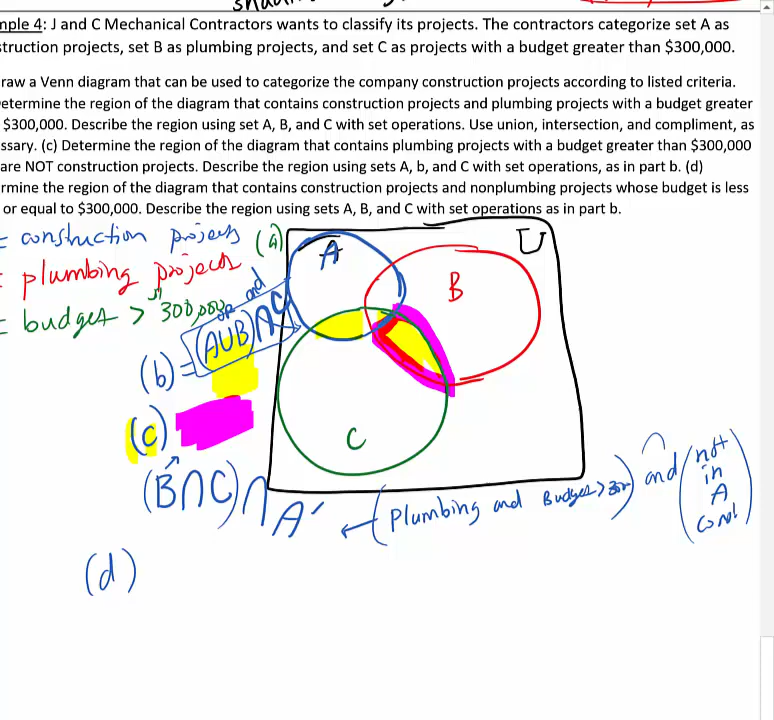 mple 4: J and C Mechanical Contractors wants to classify its projects. The contractors categorize set A as
struction projects, set B as plumbing projects, and set C as projects with a budget greater than $300,000.
raw a Venn diagram that can be used to categorize the company construction projects according to listed criteria.
etermine the region of the diagram that contains construction projects and plumbing projects with a budget greater
$300,000. Describe the region using set A, B, and C with set operations. Use union, intersection, and compliment, as
ssary. (c) Determine the region of the diagram that contains plumbing projects with a budget greater than $300,000
are NOT construction projects. Describe the region using sets A, b, and C with set operations, as in part b. (d)
rmine the region of the diagram that contains construction projects and nonplumbing projects whose budget is less
or equal to $300,000. Describe the region using sets A, B, and C with set operations as in part b.
= construction projects (a)
= plumbing projects
= budgets > 300,000
or and
(b) = (A∪B)∩C
A
B
U
C
(c)
(B∩C)∩A′ ← (Plumbing and Budges > 300) and (not in A const)
(d)